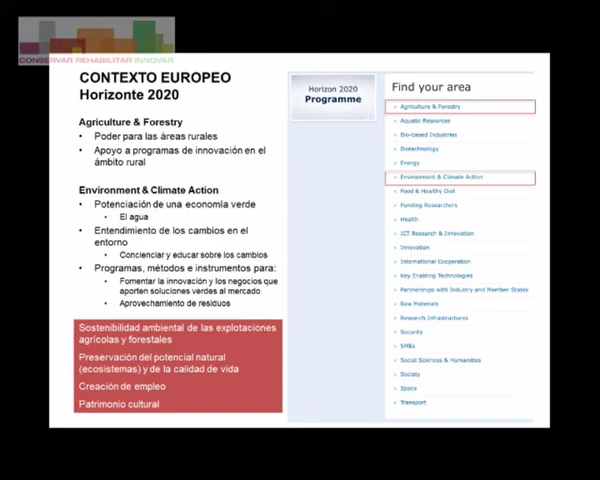 CONSERVAR REHABILITAR INNOVAR
CONTEXTO EUROPEO
Horizonte 2020
Agriculture & Forestry
• Poder para las áreas rurales
• Apoyo a programas de innovación en el
ámbito rural
Environment & Climate Action
• Potenciación de una economía verde
• El agua
• Entendimiento de los cambios en el
entorno
• Concienciar y educar sobre los cambios
• Programas, métodos e instrumentos para:
• Fomentar la innovación y los negocios que
aporten soluciones verdes al mercado
• Aprovechamiento de residuos
Sostenibilidad ambiental de las explotaciones
agrícolas y forestales
Preservación del potencial natural
(ecosistemas) y de la calidad de vida
Creación de empleo
Patrimonio cultural
Horizon 2020
Programme
Find your area
Agriculture & Forestry
Aquatic Resources
Bio-based Industries
Biotechnology
Energy
Environment & Climate Action
Food & Healthy Diet
Funding Researchers
Health
ICT Research & Innovation
Innovation
International Cooperation
Key Enabling Technologies
Partnerships with Industry and Member States
Raw Materials
Research Infrastructures
Security
SMEs
Social Sciences & Humanities
Society
Space
Transport